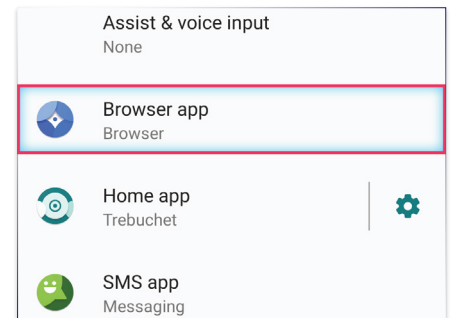 Assist & voice input
None
Browser app
Browser
Home app
Trebuchet
SMS app
Messaging